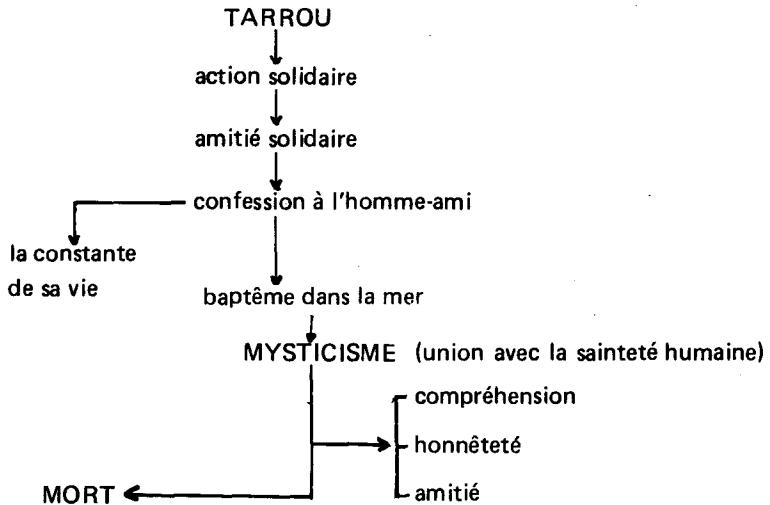 TARROU
action solidaire
amitié solidaire
confession à l'homme-ami
la constante
de sa vie
baptême dans la mer
MYSTICISME (union avec la sainteté humaine)
compréhension
honnêteté
amitié
MORT